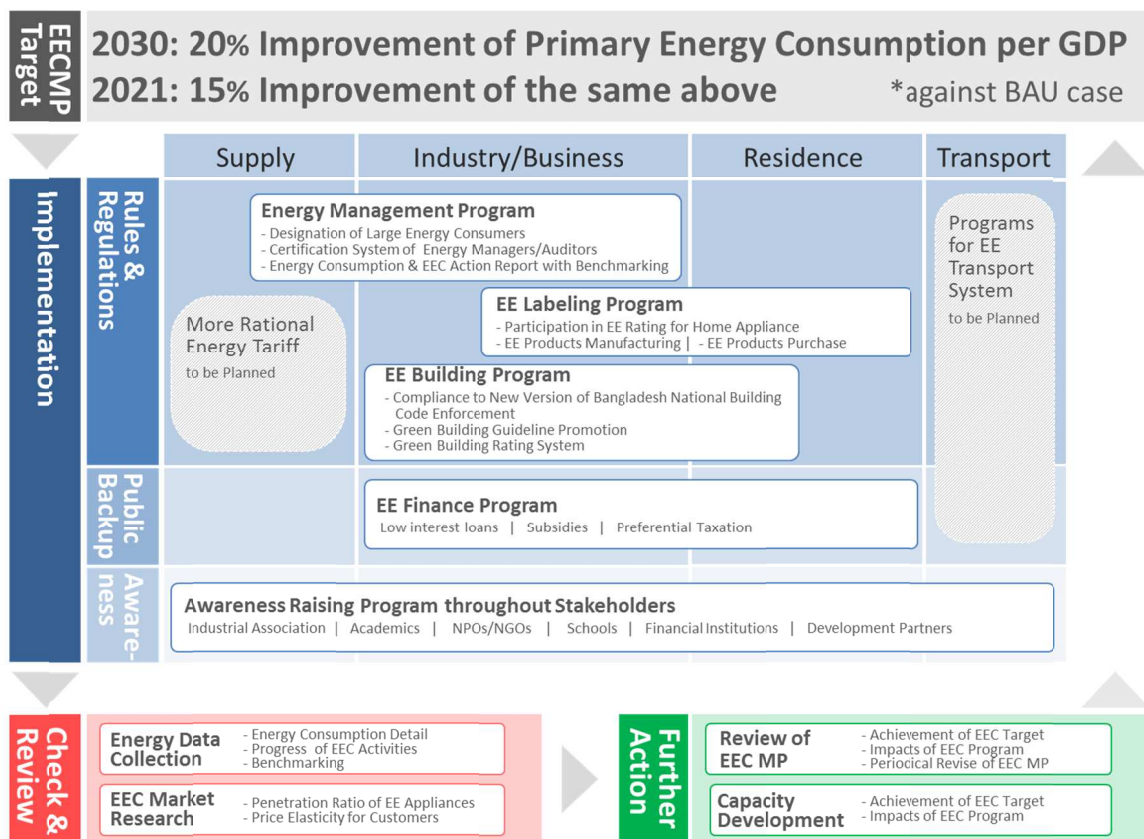 EECMP
Target
2030: 20% Improvement of Primary Energy Consumption per GDP
2021: 15% Improvement of the same above
*against BAU case
Supply
Industry/Business
Residence
Transport
Implementation
Rules &
Regulations
Energy Management Program
- Designation of Large Energy Consumers
- Certification System of Energy Managers/Auditors
- Energy Consumption & EEC Action Report with Benchmarking
Programs
for EE
Transport
System
to be Planned
More Rational
Energy Tariff
to be Planned
EE Labeling Program
- Participation in EE Rating for Home Appliance
- EE Products Manufacturing | - EE Products Purchase
EE Building Program
- Compliance to New Version of Bangladesh National Building
Code Enforcement
- Green Building Guideline Promotion
- Green Building Rating System
Public
Backup
EE Finance Program
Low interest loans | Subsidies | Preferential Taxation
Aware-
ness
Awareness Raising Program throughout Stakeholders
Industrial Association | Academics | NPOs/NGOs | Schools | Financial Institutions | Development Partners
Check &
Review
Energy Data
Collection
- Energy Consumption Detail
- Progress of EEC Activities
- Benchmarking
EEC Market
Research
- Penetration Ratio of EE Appliances
- Price Elasticity for Customers
Further
Action
Review of
EEC MP
- Achievement of EEC Target
- Impacts of EEC Program
- Periodical Revise of EEC MP
Capacity
Development
- Achievement of EEC Target
- Impacts of EEC Program